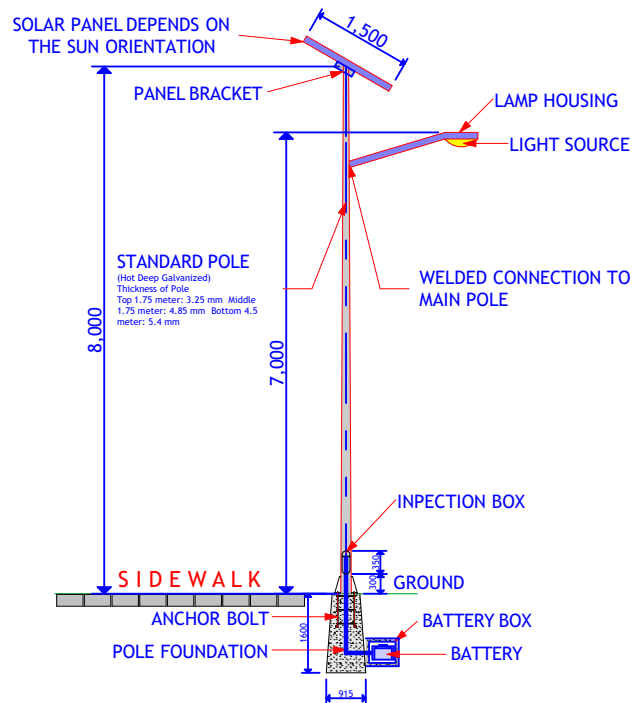 SOLAR PANEL DEPENDS ON
THE SUN ORIENTATION
1,500
PANEL BRACKET
LAMP HOUSING
LIGHT SOURCE
STANDARD POLE
(Hot Deep Galvanized)
Thickness of Pole
Top 1.75 meter: 3.25 mm Middle
1.75 meter: 4.85 mm Bottom 4.5
meter: 5.4 mm
WELDED CONNECTION TO
MAIN POLE
8,000
7,000
INPECTION BOX
350
300
SIDEWALK
GROUND
ANCHOR BOLT
BATTERY BOX
1600
POLE FOUNDATION
BATTERY
915